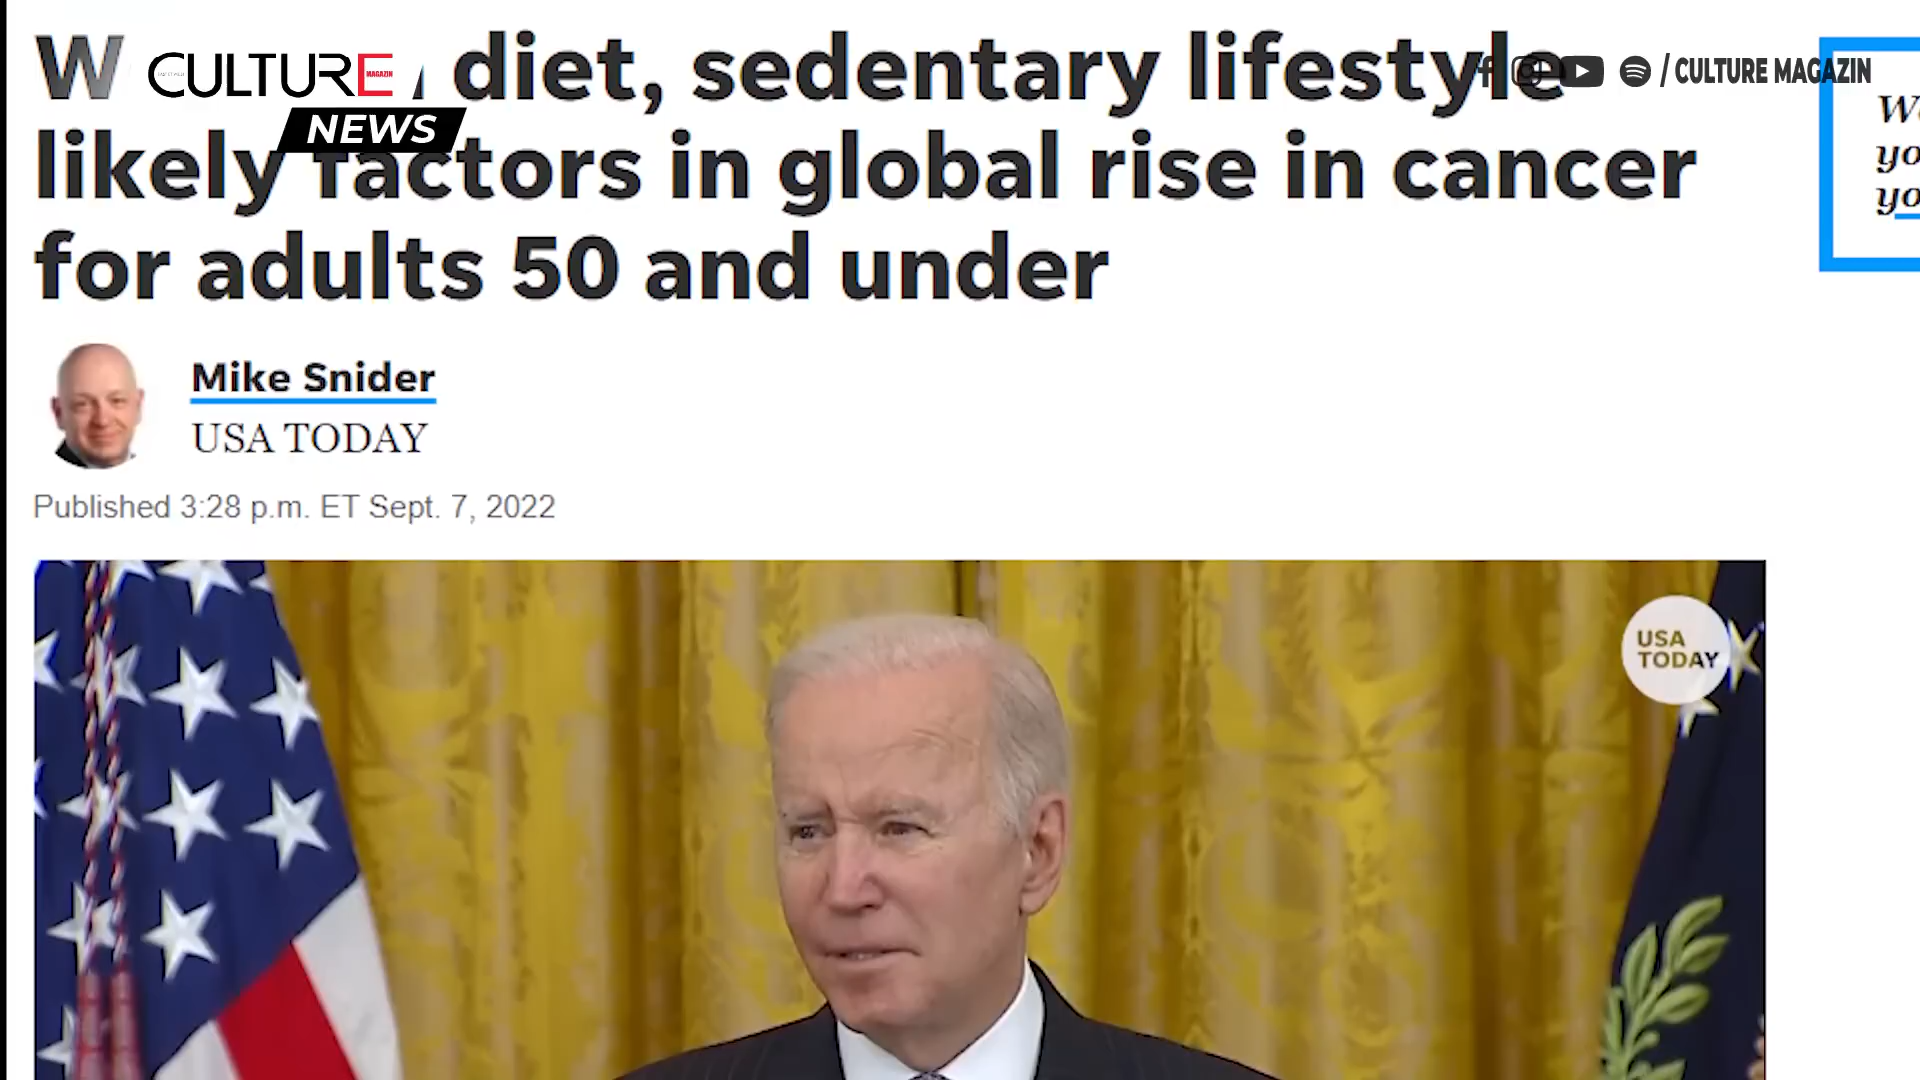 CULTURE
MAGAZIN
NEWS
/ CULTURE MAGAZIN
diet, sedentary lifestyle
likely factors in global rise in cancer
for adults 50 and under
Mike Snider
USA TODAY
Published 3:28 p.m. ET Sept. 7, 2022
USA
TODAY